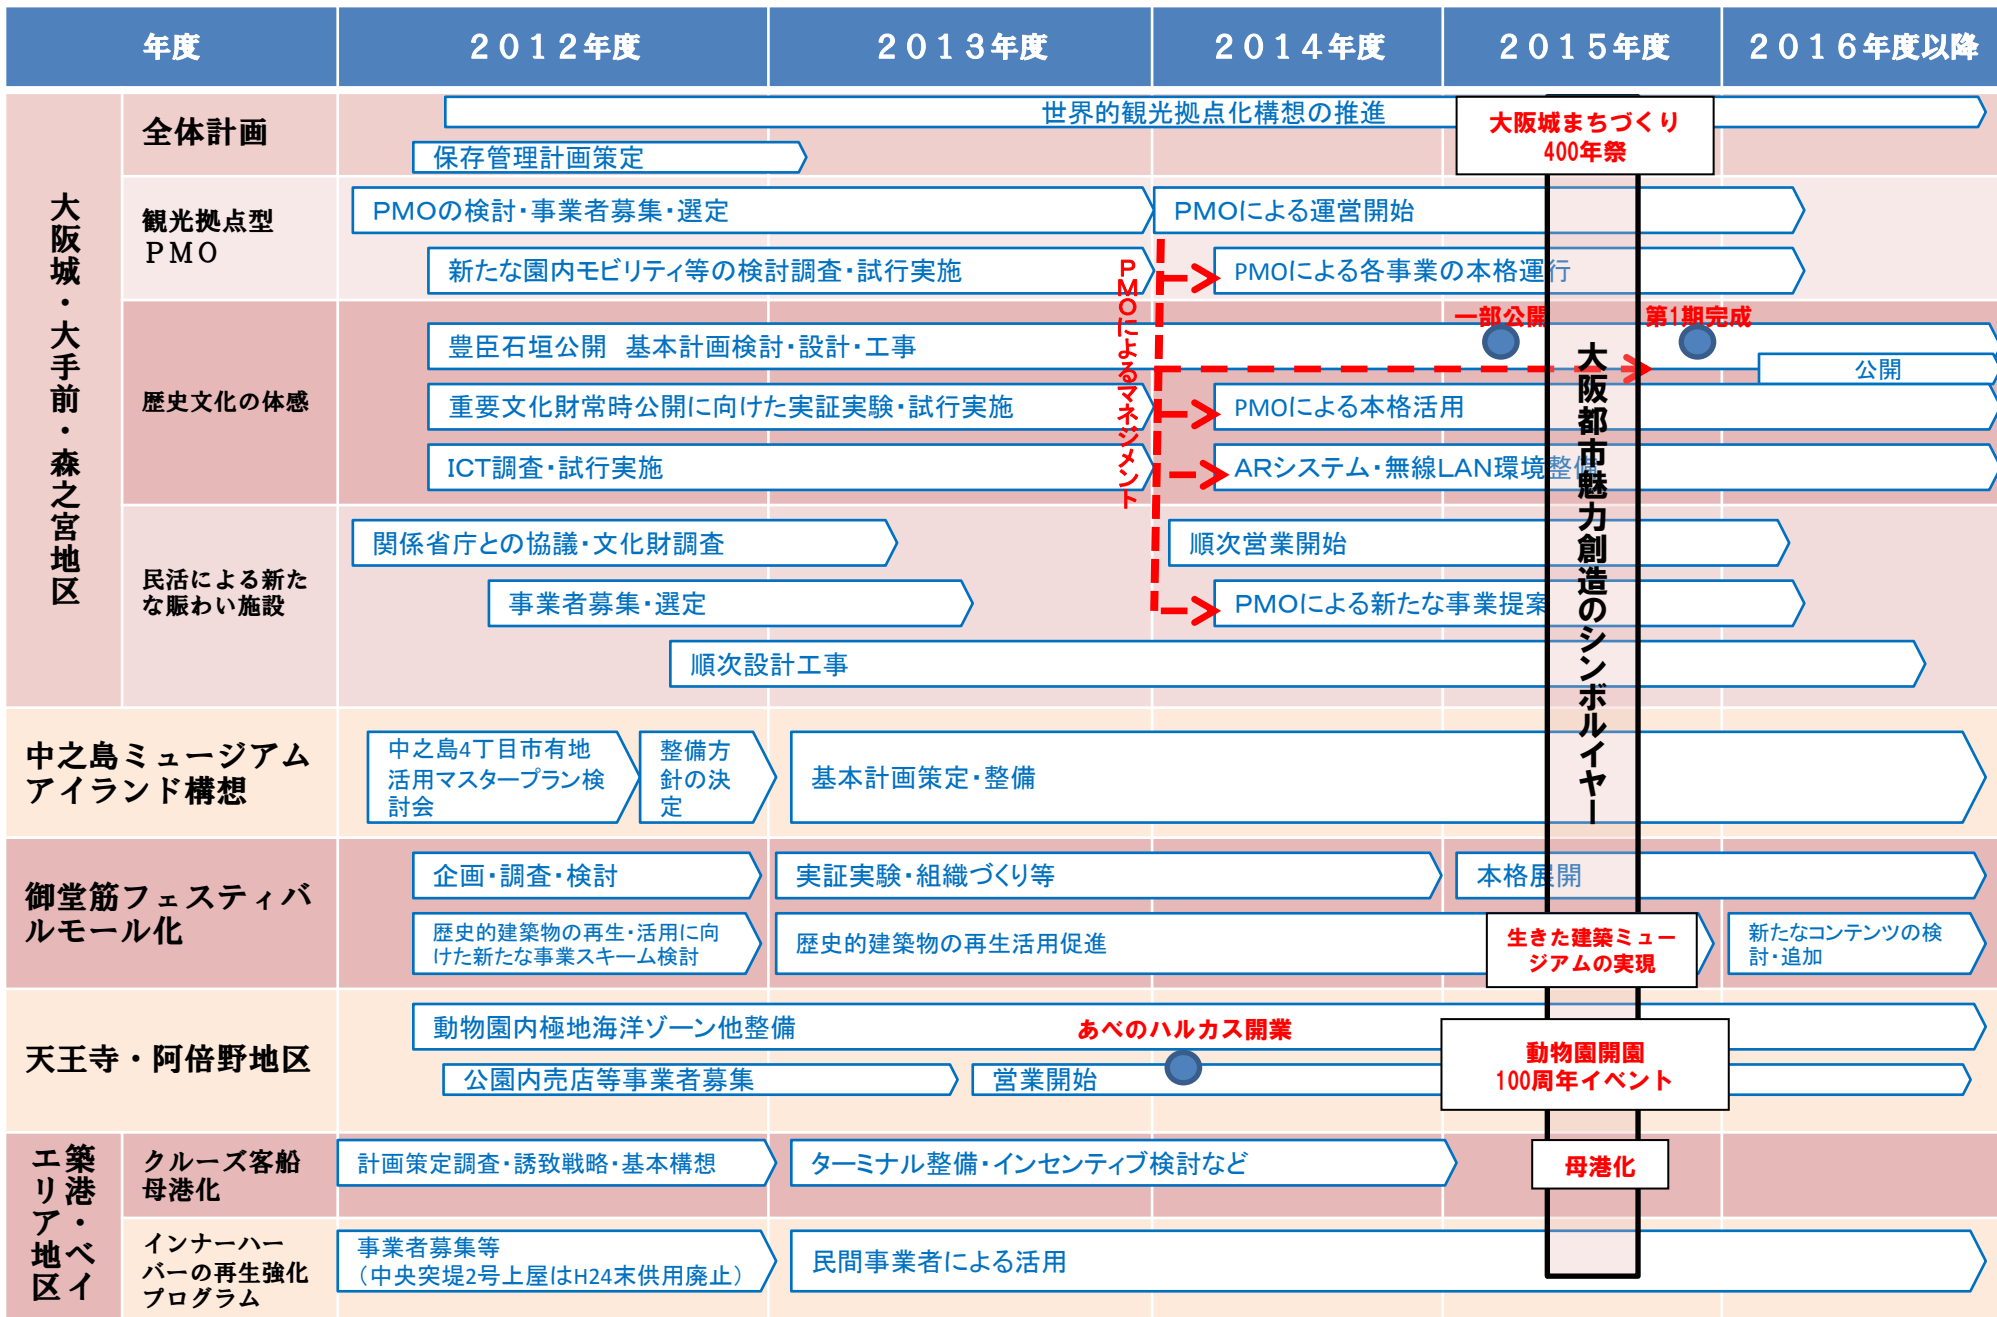 年度
２０１２年度
２０１３年度
２０１４年度
２０１５年度
２０１６年度以降
大阪城・大手前・森之宮地区
全体計画
世界的観光拠点化構想の推進
大阪城まちづくり
400年祭
保存管理計画策定
観光拠点型
ＰＭＯ
PMOの検討・事業者募集・選定
PMOによる運営開始
新たな園内モビリティ等の検討調査・試行実施
PMOによる各事業の本格運行
PMOによるマネジメント
歴史文化の体感
一部公開
第1期完成
豊臣石垣公開　基本計画検討・設計・工事
公開
重要文化財常時公開に向けた実証実験・試行実施
PMOによる本格活用
ICT調査・試行実施
ARシステム・無線LAN環境整備
大阪都市魅力創造のシンボルイヤー
民活による新た
な賑わい施設
関係省庁との協議・文化財調査
順次営業開始
事業者募集・選定
PMOによる新たな事業提案
順次設計工事
中之島ミュージアム
アイランド構想
中之島4丁目市有地
活用マスタープラン検
討会
整備方
針の決
定
基本計画策定・整備
御堂筋フェスティバ
ルモール化
企画・調査・検討
実証実験・組織づくり等
本格展開
歴史的建築物の再生・活用に向
けた新たな事業スキーム検討
歴史的建築物の再生活用促進
生きた建築ミュー
ジアムの実現
新たなコンテンツの検
討・追加
天王寺・阿倍野地区
動物園内極地海洋ゾーン他整備
あべのハルカス開業
動物園開園
100周年イベント
公園内売店等事業者募集
営業開始
築港・ベイ
エリア地区
クルーズ客船
母港化
計画策定調査・誘致戦略・基本構想
ターミナル整備・インセンティブ検討など
母港化
インナーハー
バーの再生強化
プログラム
事業者募集等
（中央突堤2号上屋はH24末供用廃止）
民間事業者による活用